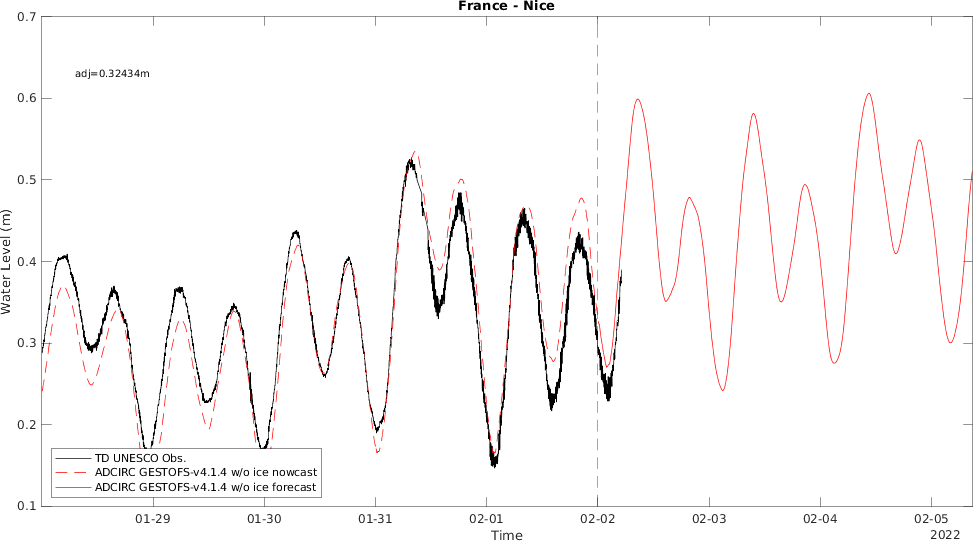 France - Nice
0.7
0.6
0.5
0.4
0.3
0.2
0.1
Water Level (m)
adj=0.32434m
TD UNESCO Obs.
ADCIRC GESTOFS-v4.1.4 w/o ice nowcast
ADCIRC GESTOFS-v4.1.4 w/o ice forecast
01-29 01-30 01-31 02-01 02-02 02-03 02-04 02-05
Time
2022